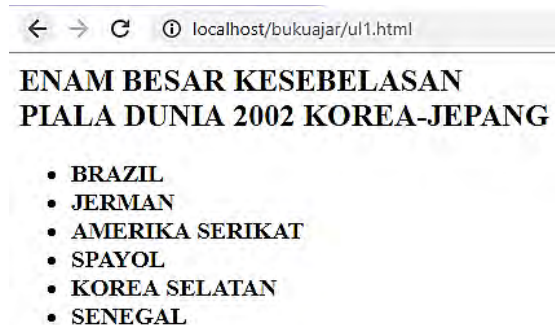 localhost/bukuajar/ul1.html
ENAM BESAR KESEBELASAN
PIALA DUNIA 2002 KOREA-JEPANG
• BRAZIL
• JERMAN
• AMERIKA SERIKAT
• SPAYOL
• KOREA SELATAN
• SENEGAL